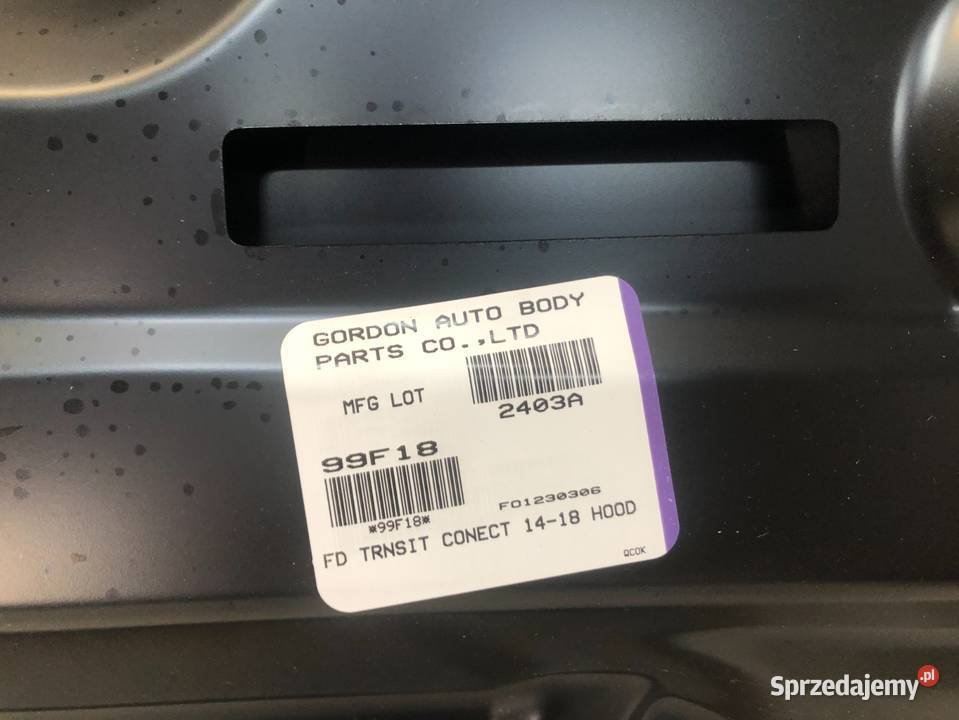 GORDON AUTO BODY
PARTS CO.,LTD
MFG LOT
2403A
99F18
*99F18*
FO1230306
FD TRNSIT CONECT 14-18 HOOD
QCOK
Sprzedajemy.pl